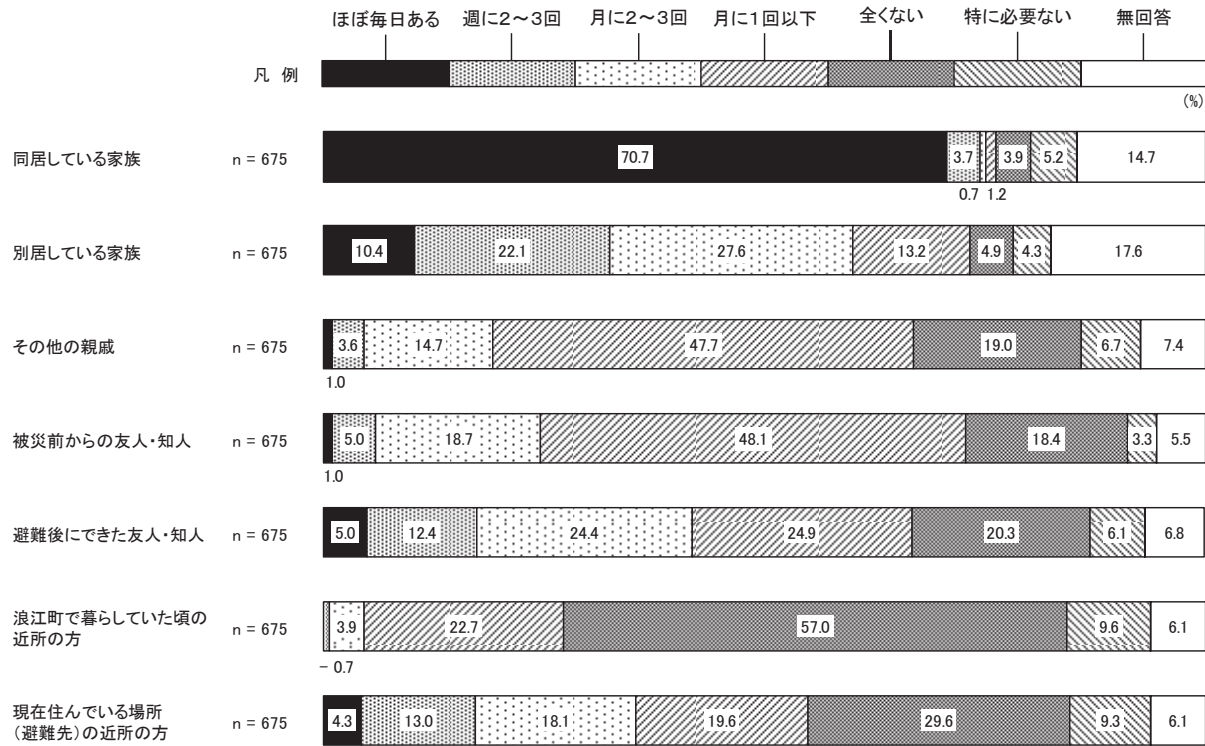 ほぼ毎日ある 週に2～3回 月に2～3回 月に1回以下 全くない 特に必要ない 無回答
凡 例
(%)
同居している家族 n = 675 70.7 3.7 3.9 5.2 14.7
0.7 1.2
別居している家族 n = 675 10.4 22.1 27.6 13.2 4.9 4.3 17.6
その他の親戚 n = 675 3.6 14.7 47.7 19.0 6.7 7.4
1.0
被災前からの友人・知人 n = 675 5.0 18.7 48.1 18.4 3.3 5.5
1.0
避難後にできた友人・知人 n = 675 5.0 12.4 24.4 24.9 20.3 6.1 6.8
浪江町で暮らしていた頃の
近所の方 n = 675 3.9 22.7 57.0 9.6 6.1
− 0.7
現在住んでいる場所
（避難先）の近所の方 n = 675 4.3 13.0 18.1 19.6 29.6 9.3 6.1